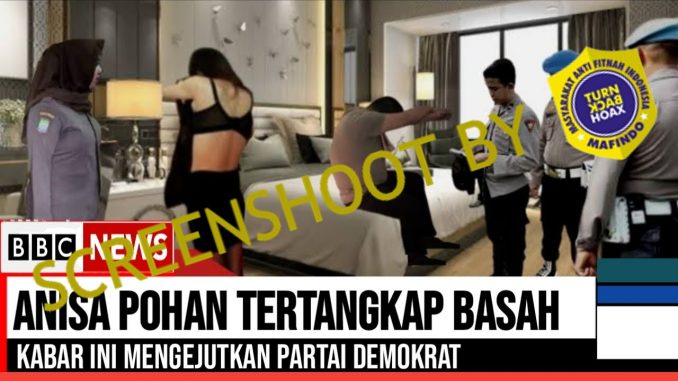 MASYARAKAT ANTI FITNAH INDONESIA
TURN
BACK
HOAX
MAFINDO
SCREENSHOOT BY
BBC NEWS
ANISA POHAN TERTANGKAP BASAH
KABAR INI MENGEJUTKAN PARTAI DEMOKRAT